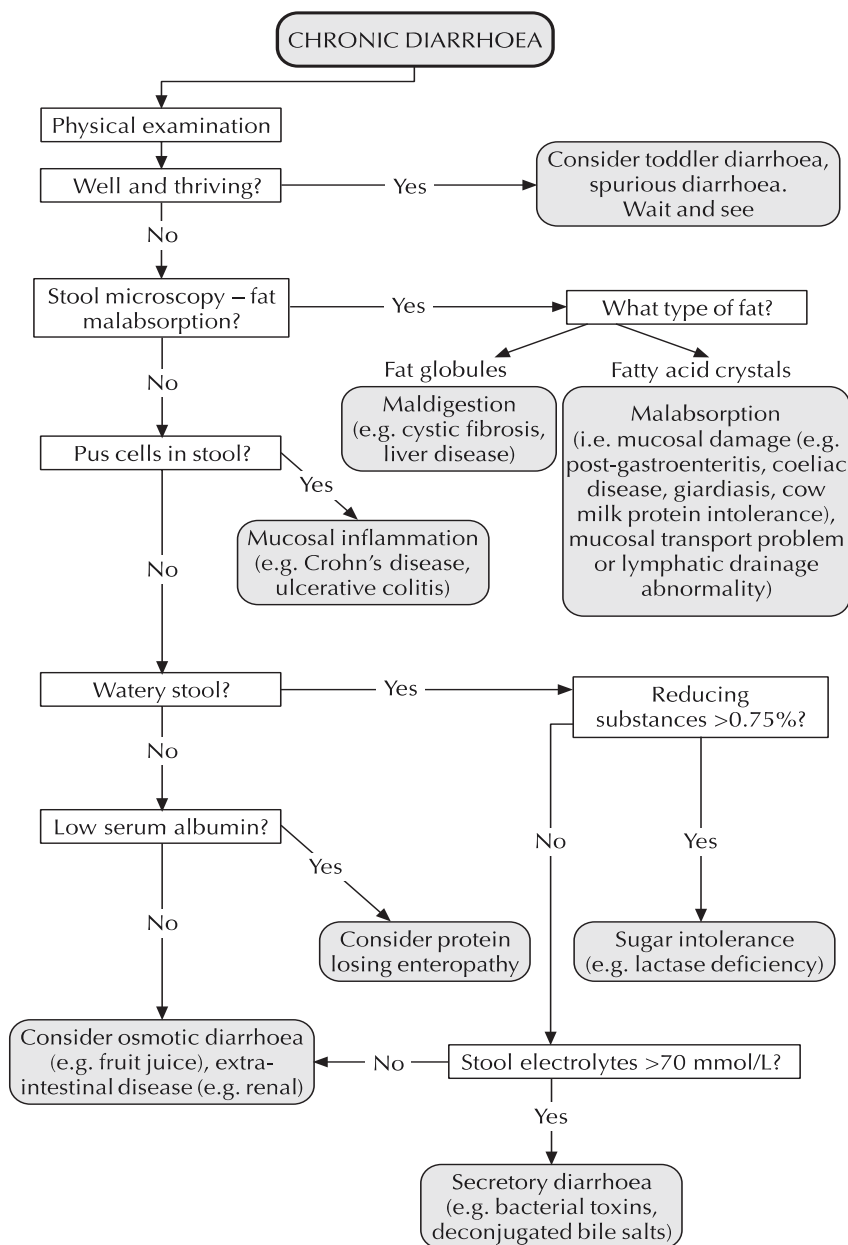 CHRONIC DIARRHOEA
Physical examination
Well and thriving?
Yes
Consider toddler diarrhoea,
spurious diarrhoea.
Wait and see
No
Stool microscopy – fat
malabsorption?
Yes
What type of fat?
Fat globules
Maldigestion
(e.g. cystic fibrosis,
liver disease)
Fatty acid crystals
Malabsorption
(i.e. mucosal damage (e.g.
post-gastroenteritis, coeliac
disease, giardiasis, cow
milk protein intolerance),
mucosal transport problem
or lymphatic drainage
abnormality)
No
Pus cells in stool?
Yes
Mucosal inflammation
(e.g. Crohn's disease,
ulcerative colitis)
No
Watery stool?
Yes
Reducing
substances >0.75%?
No
Low serum albumin?
Yes
Consider protein
losing enteropathy
No
Yes
Sugar intolerance
(e.g. lactase deficiency)
No
Consider osmotic diarrhoea
(e.g. fruit juice), extra-
intestinal disease (e.g. renal)
No
Stool electrolytes >70 mmol/L?
Yes
Secretory diarrhoea
(e.g. bacterial toxins,
deconjugated bile salts)